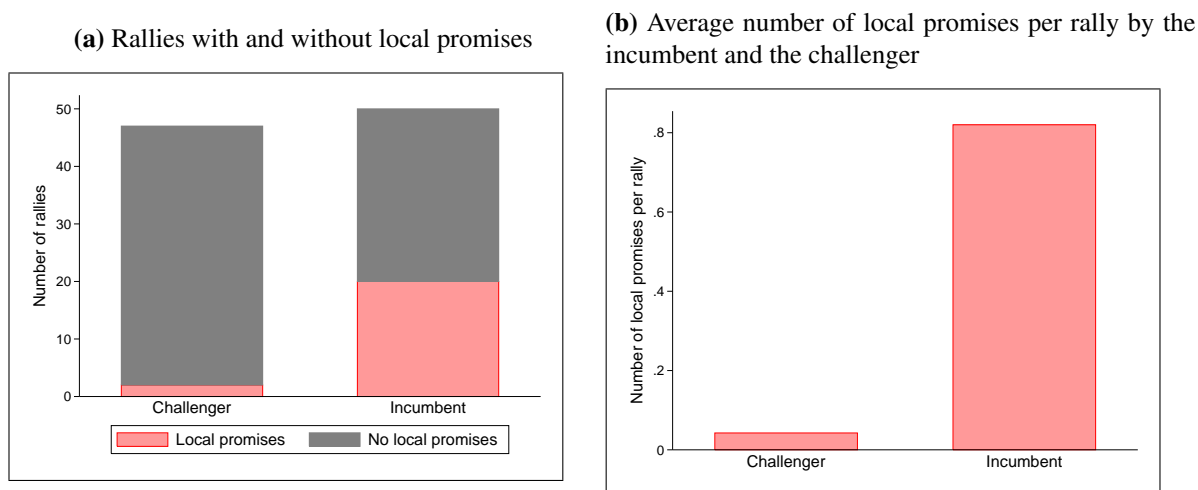 (a) Rallies with and without local promises
Number of rallies
50
40
30
20
10
0
Challenger
Incumbent
Local promises
No local promises
(b) Average number of local promises per rally by the
incumbent and the challenger
Number of local promises per rally
.8
.6
.4
.2
0
Challenger
Incumbent